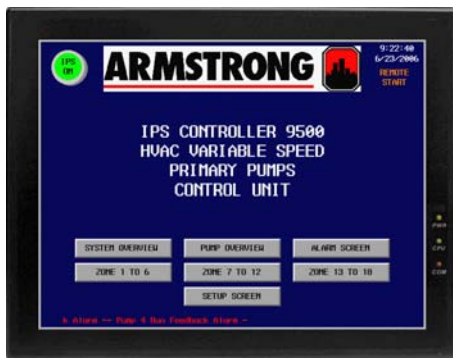 IPS
ON
ARMSTRONG
9:22:40
6/23/2006
REMOTE
START
IPS CONTROLLER 9500
HVAC VARIABLE SPEED
PRIMARY PUMPS
CONTROL UNIT
SYSTEM OVERVIEW
PUMP OVERVIEW
ALARM SCREEN
ZONE 1 TO 6
ZONE 7 TO 12
ZONE 13 TO 18
SETUP SCREEN
Alarm -- Pump 4 Run Feedback Alarm -
PWR
CPU
COM